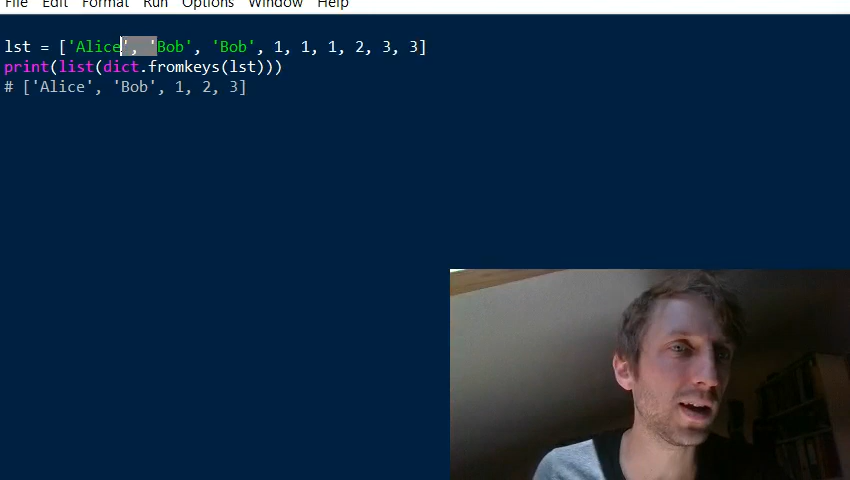 File Edit Format Run Options Window Help
lst = ['Alice', 'Bob', 'Bob', 1, 1, 1, 2, 3, 3]
print(list(dict.fromkeys(lst)))
# ['Alice', 'Bob', 1, 2, 3]